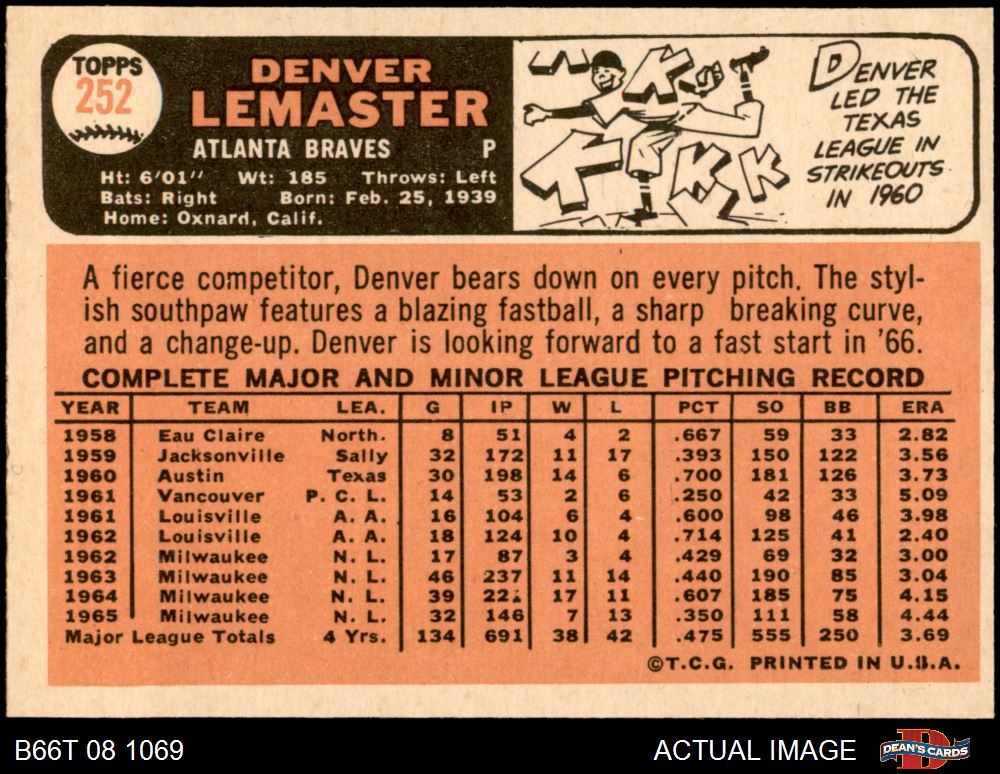 TOPPS
252
DENVER
LEMASTER
ATLANTA BRAVES P
Ht: 6'01" Wt: 185 Throws: Left
Bats: Right Born: Feb. 25, 1939
Home: Oxnard, Calif.
K
K
K
K
K
DENVER
LED THE
TEXAS
LEAGUE IN
STRIKEOUTS
IN 1960
A fierce competitor, Denver bears down on every pitch. The styl-
ish southpaw features a blazing fastball, a sharp breaking curve,
and a change-up. Denver is looking forward to a fast start in '66.
COMPLETE MAJOR AND MINOR LEAGUE PITCHING RECORD
YEAR TEAM LEA. G IP W L PCT SO BB ERA
1958 Eau Claire North. 8 51 4 2 .667 59 33 2.82
1959 Jacksonville Sally 32 172 11 17 .393 150 122 3.56
1960 Austin Texas 30 198 14 6 .700 181 126 3.73
1961 Vancouver P. C. L. 14 53 2 6 .250 42 33 5.09
1961 Louisville A. A. 16 104 6 4 .600 98 46 3.98
1962 Louisville A. A. 18 124 10 4 .714 125 41 2.40
1962 Milwaukee N. L. 17 87 3 4 .429 69 32 3.00
1963 Milwaukee N. L. 46 237 11 14 .440 190 85 3.04
1964 Milwaukee N. L. 39 17 11 .607 185 75 4.15
1965 Milwaukee N. L. 32 146 7 13 .350 111 58 4.44
Major League Totals 4 Yrs. 134 691 38 42 .475 555 250 3.69
©T.C.G. PRINTED IN U.S.A.
B66T 08 1069 ACTUAL IMAGE DEAN'S CARDS